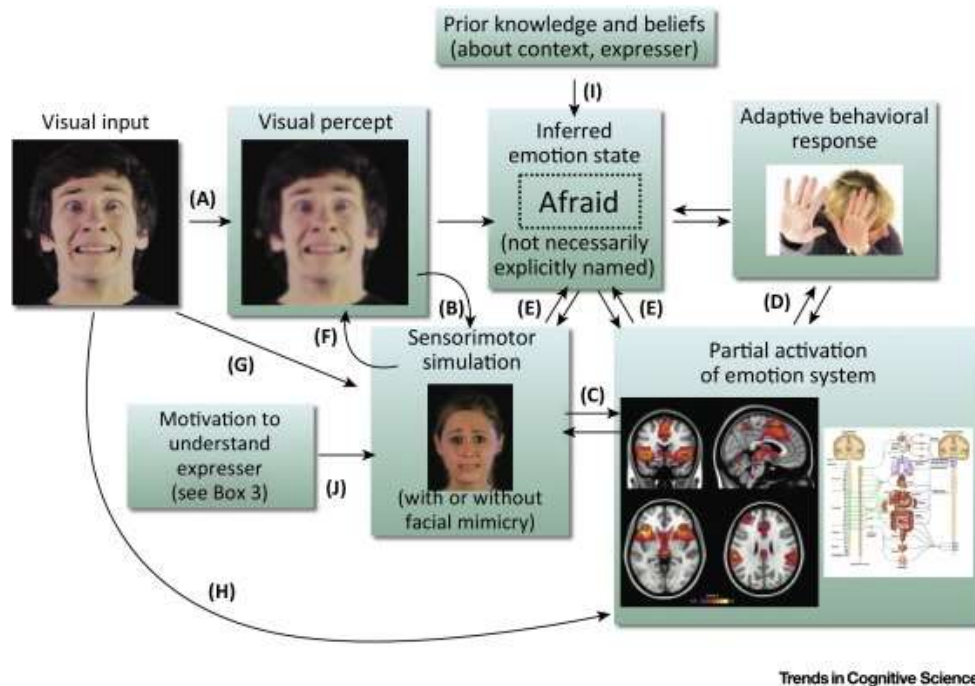 Prior knowledge and beliefs
(about context, expresser)
(I)
Visual input
Visual percept
Inferred
emotion state
Afraid
(not necessarily
explicitly named)
Adaptive behavioral
response
(A)
(B)
(E)
(E)
(D)
(F)
(G)
Sensorimotor
simulation
(with or without
facial mimicry)
(C)
Partial activation
of emotion system
Motivation to
understand
expresser
(see Box 3)
(J)
(H)
Trends in Cognitive Sciences